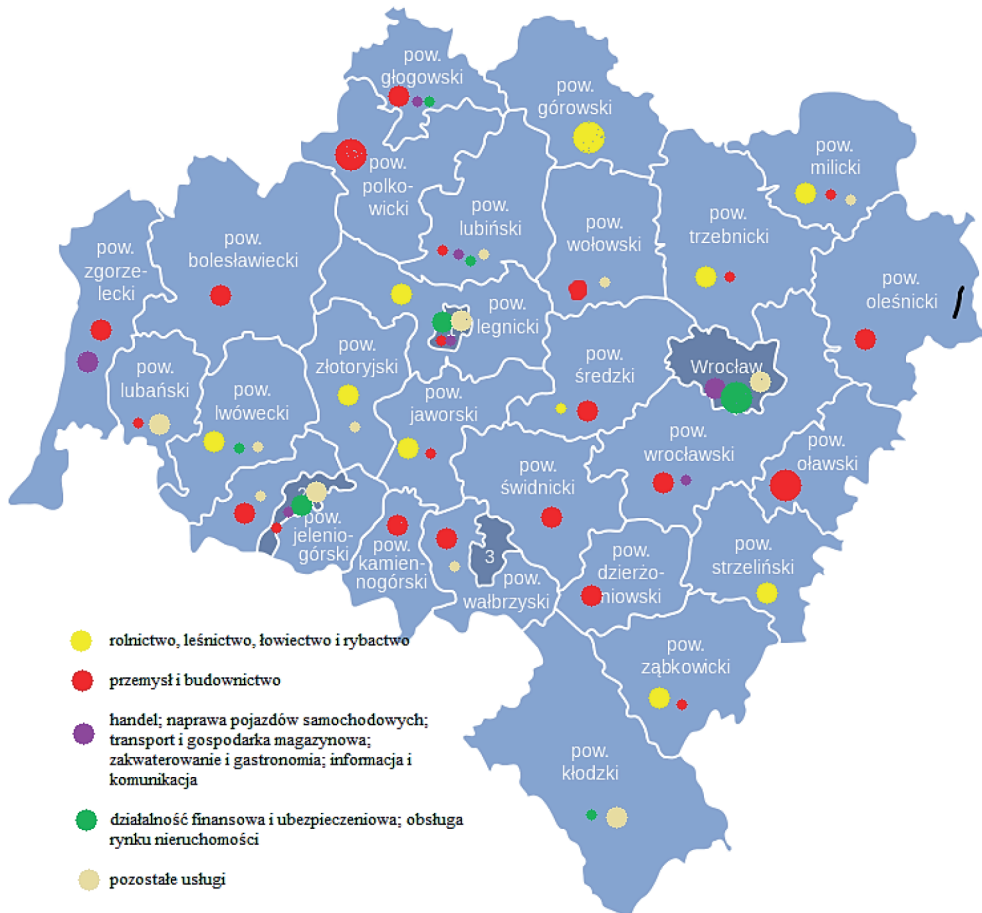 pow.
głogowski
pow.
górowski
pow.
milicki
pow.
polko-
wicki
pow.
lubiński
pow.
wołowski
pow.
trzebnicki
pow.
zgorze-
lecki
pow.
bolesławiecki
pow.
oleśnicki
pow.
legnicki
pow.
złotoryjski
pow.
średzki
Wrocław
pow.
lubański
pow.
lwówecki
pow.
jaworski
pow.
wrocławski
pow.
oławski
pow.
świdnicki
pow.
jelenio-
górski
pow.
kamien-
nogórski
3
pow.
wałbrzyski
pow.
dzierżo-
niowski
pow.
strzeliński
pow.
ząbkowicki
pow.
kłodzki
rolnictwo, leśnictwo, łowiectwo i rybactwo
przemysł i budownictwo
handel; naprawa pojazdów samochodowych;
transport i gospodarka magazynowa;
zakwaterowanie i gastronomia; informacja i
komunikacja
działalność finansowa i ubezpieczeniowa; obsługa
rynku nieruchomości
pozostałe usługi